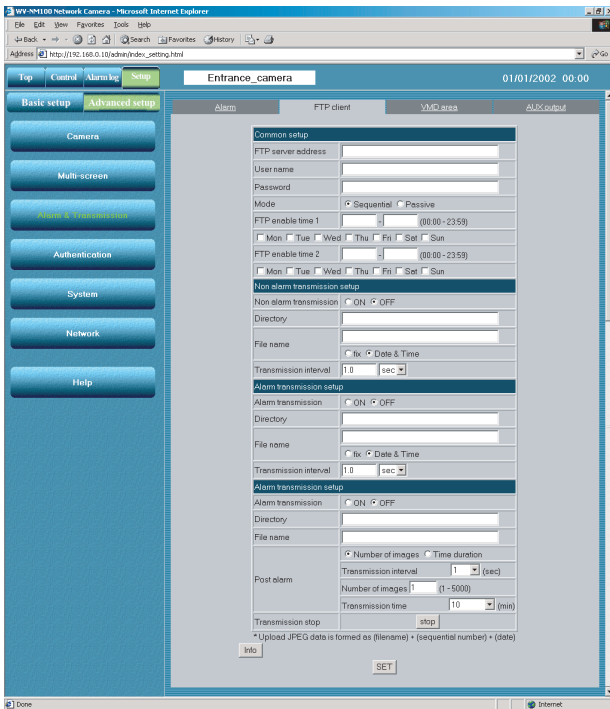 WV-NM100 Network Camera - Microsoft Internet Explorer
File Edit View Favorites Tools Help
Back Search Favorites History
Address http://192.168.0.10/admin/index_setting.html Go
Top Control Alarm log Setup Entrance_camera 01/01/2002 00:00
Basic setup Advanced setup
Camera
Multi-screen
Alarm & Transmission
Authentication
System
Network
Help
Alarm FTP client VMD area AUX output
Common setup
FTP server address
User name
Password
Mode Sequential Passive
FTP enable time 1 - (00:00 - 23:59)
Mon Tue Wed Thu Fri Sat Sun
FTP enable time 2 - (00:00 - 23:59)
Mon Tue Wed Thu Fri Sat Sun
Non alarm transmission setup
Non alarm transmission ON OFF
Directory
File name
fix Date & Time
Transmission interval 1.0 sec
Alarm transmission setup
Alarm transmission ON OFF
Directory
File name
fix Date & Time
Transmission interval 1.0 sec
Alarm transmission setup
Alarm transmission ON OFF
Directory
File name
Post alarm
Number of images Time duration
Transmission interval 1 (sec)
Number of images 1 (1 - 5000)
Transmission time 10 (min)
Transmission stop stop
* Upload JPEG data is formed as (filename) + (sequential number) + (date)
Info
SET
Done Internet